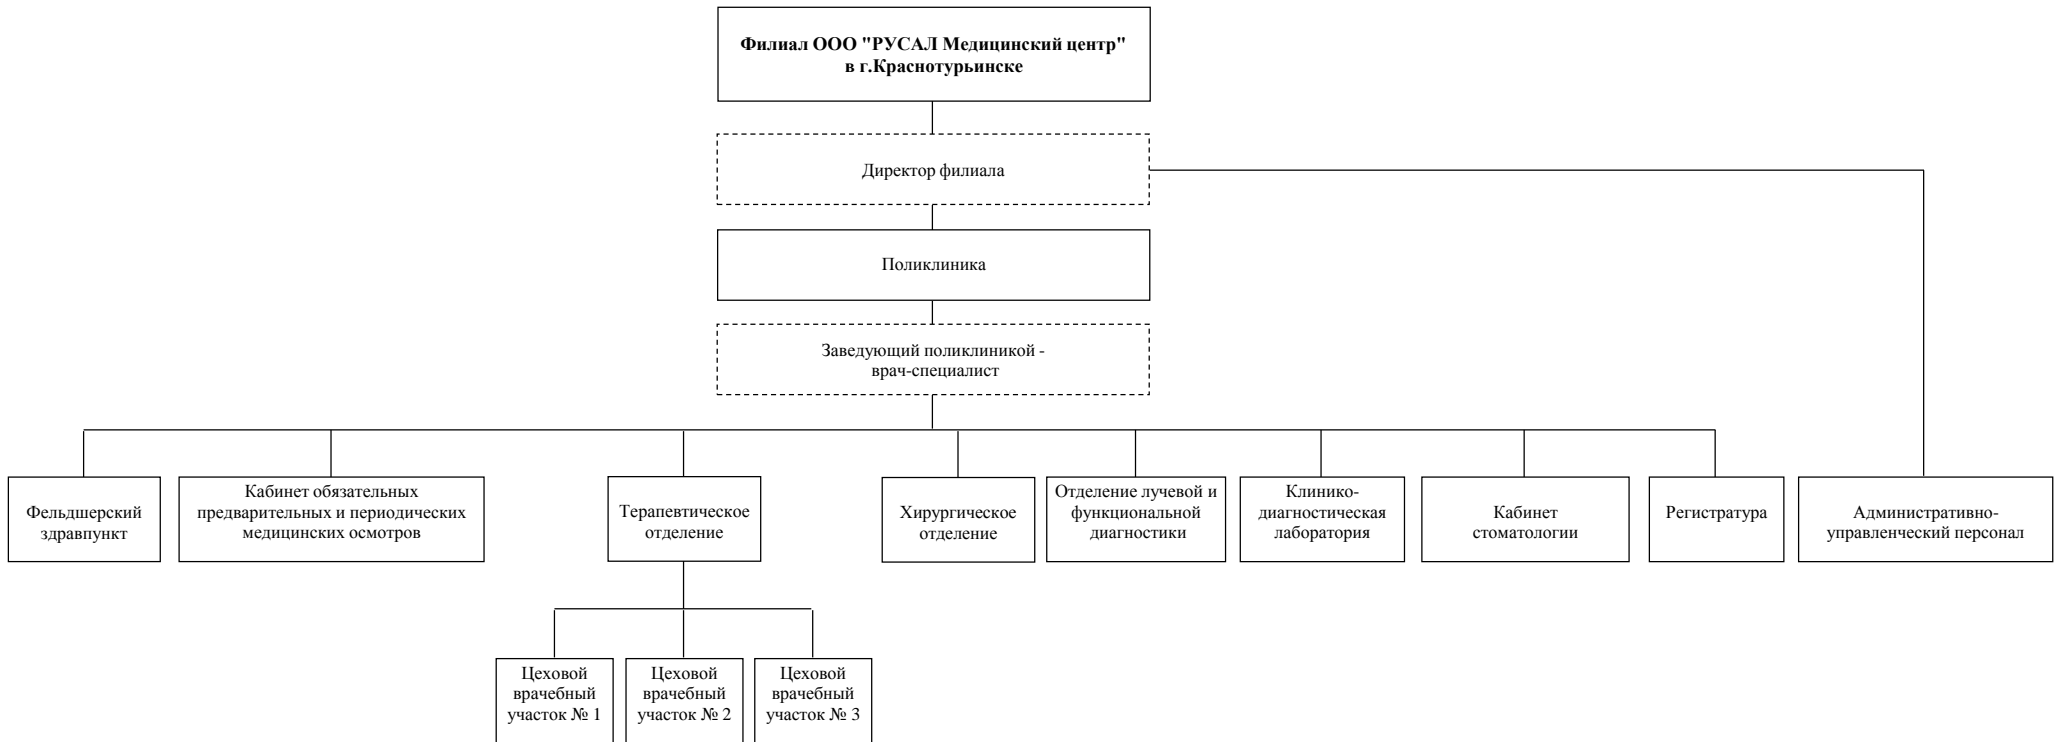 Филиал ООО "РУСАЛ Медицинский центр"
в г.Краснотурьинске
Директор филиала
Поликлиника
Заведующий поликлиникой -
врач-специалист
Фельдшерский
здравпункт
Кабинет обязательных
предварительных и периодических
медицинских осмотров
Терапевтическое
отделение
Хирургическое
отделение
Отделение лучевой и
функциональной
диагностики
Клинико-
диагностическая
лаборатория
Кабинет
стоматологии
Регистратура
Административно-
управленческий персонал
Цеховой
врачебный
участок № 1
Цеховой
врачебный
участок № 2
Цеховой
врачебный
участок № 3